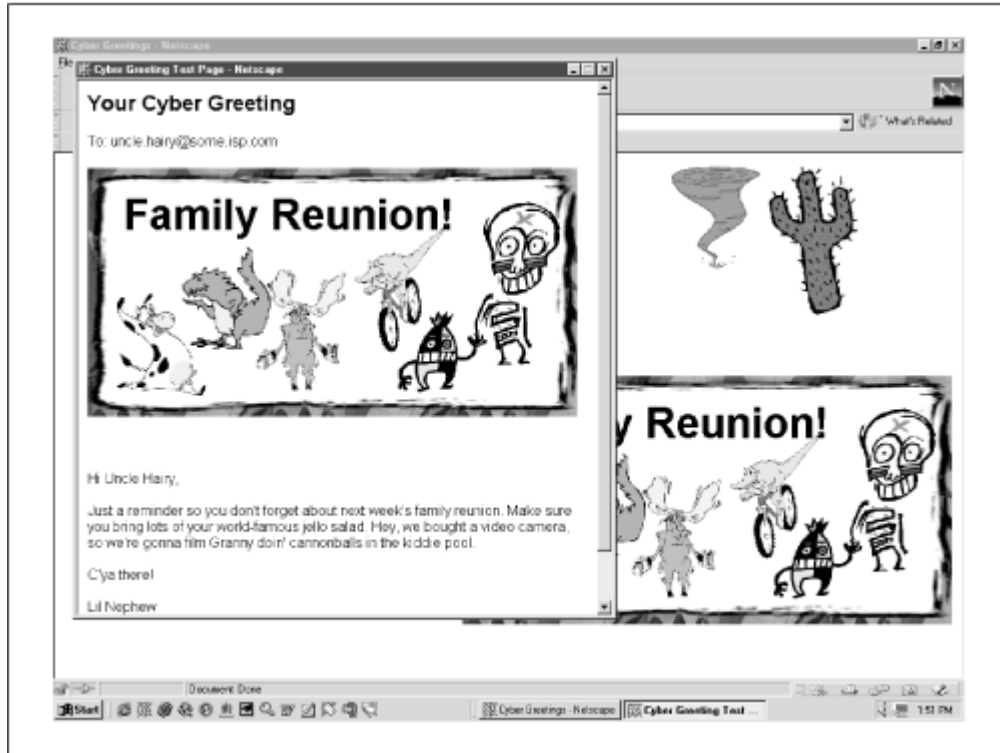 Cyber Greetings - Netscape
Cyber Greeting Test Page - Netscape
N
What's Related
Your Cyber Greeting
To: uncle.hairy@some.isp.com
Family Reunion!
y Reunion!
Hi Uncle Hairy,
Just a reminder so you don't forget about next week's family reunion. Make sure
you bring lots of your world-famous jello salad. Hey, we bought a video camera,
so we're gonna film Granny doin' cannonballs in the kiddie pool.
C'ya there!
Lil Nephew
Document: Done
Start
Cyber Greetings - Netscape
Cyber Greeting Test ...
1:51 PM